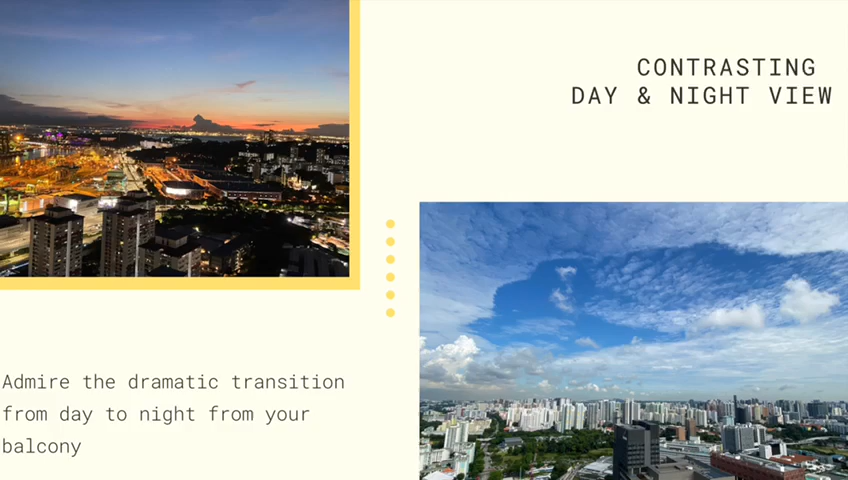 CONTRASTING
DAY & NIGHT VIEW
Admire the dramatic transition
from day to night from your
balcony